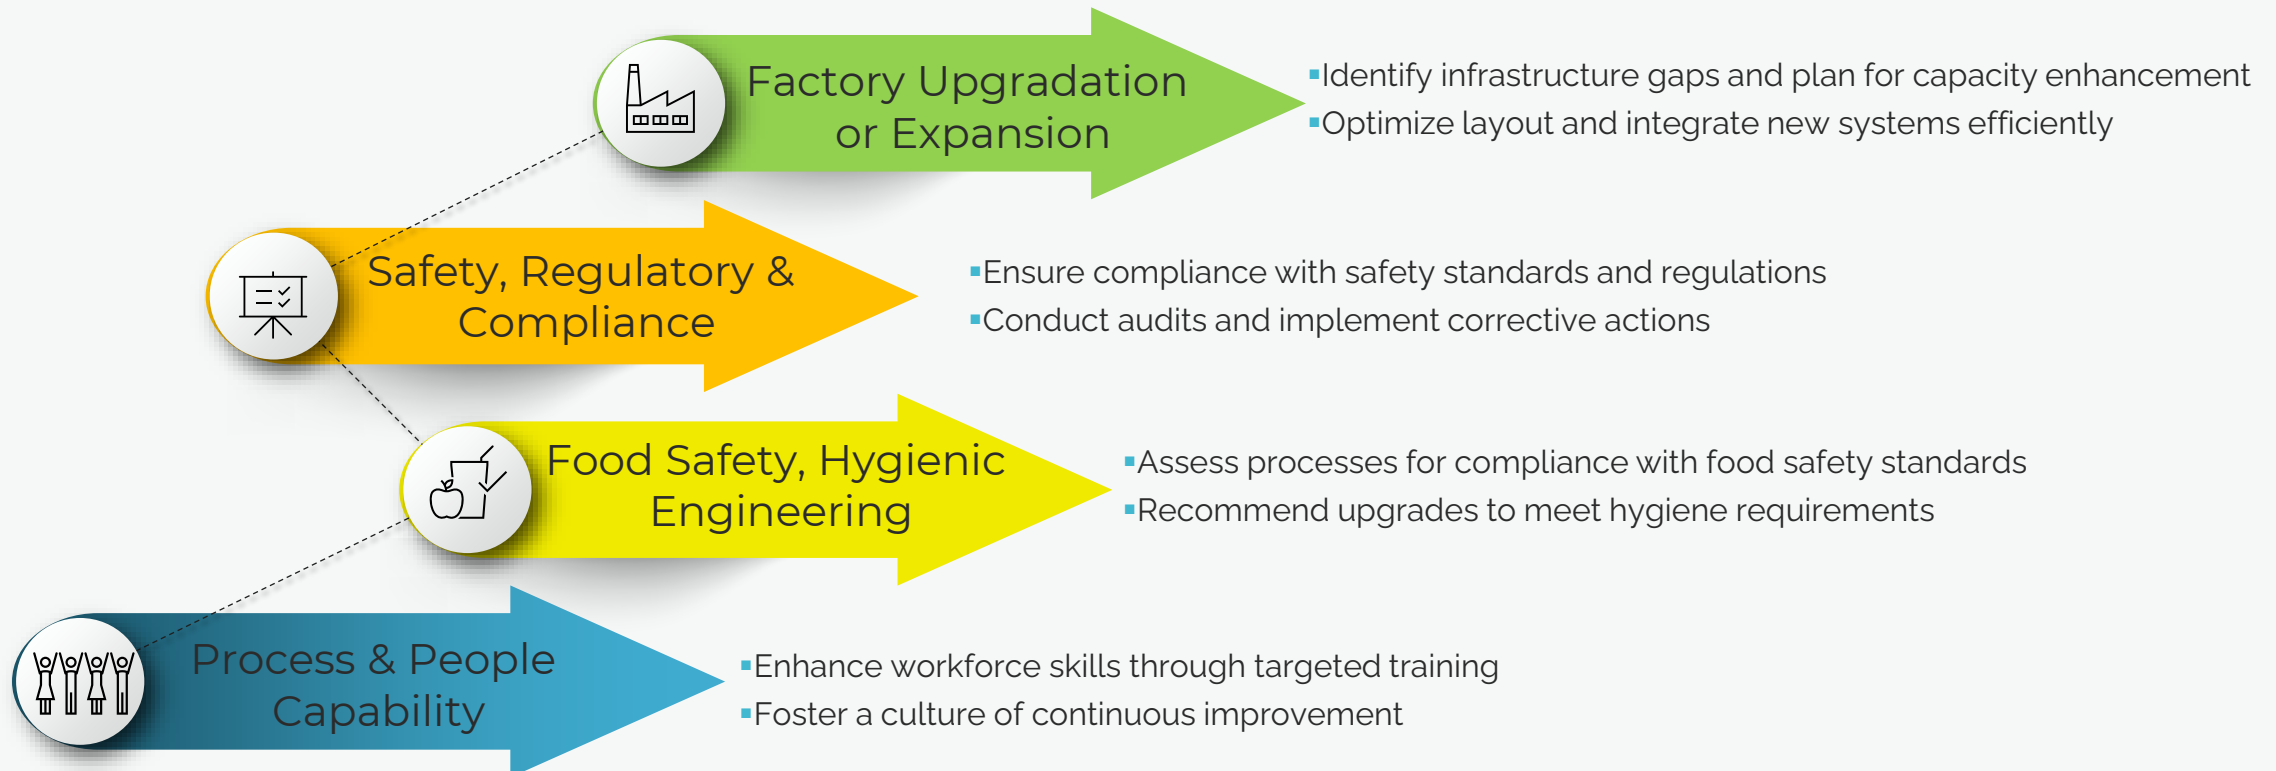 Factory Upgradation
or Expansion
▪Identify infrastructure gaps and plan for capacity enhancement
▪Optimize layout and integrate new systems efficiently
Safety, Regulatory &
Compliance
▪Ensure compliance with safety standards and regulations
▪Conduct audits and implement corrective actions
Food Safety, Hygienic
Engineering
▪Assess processes for compliance with food safety standards
▪Recommend upgrades to meet hygiene requirements
Process & People
Capability
▪Enhance workforce skills through targeted training
▪Foster a culture of continuous improvement